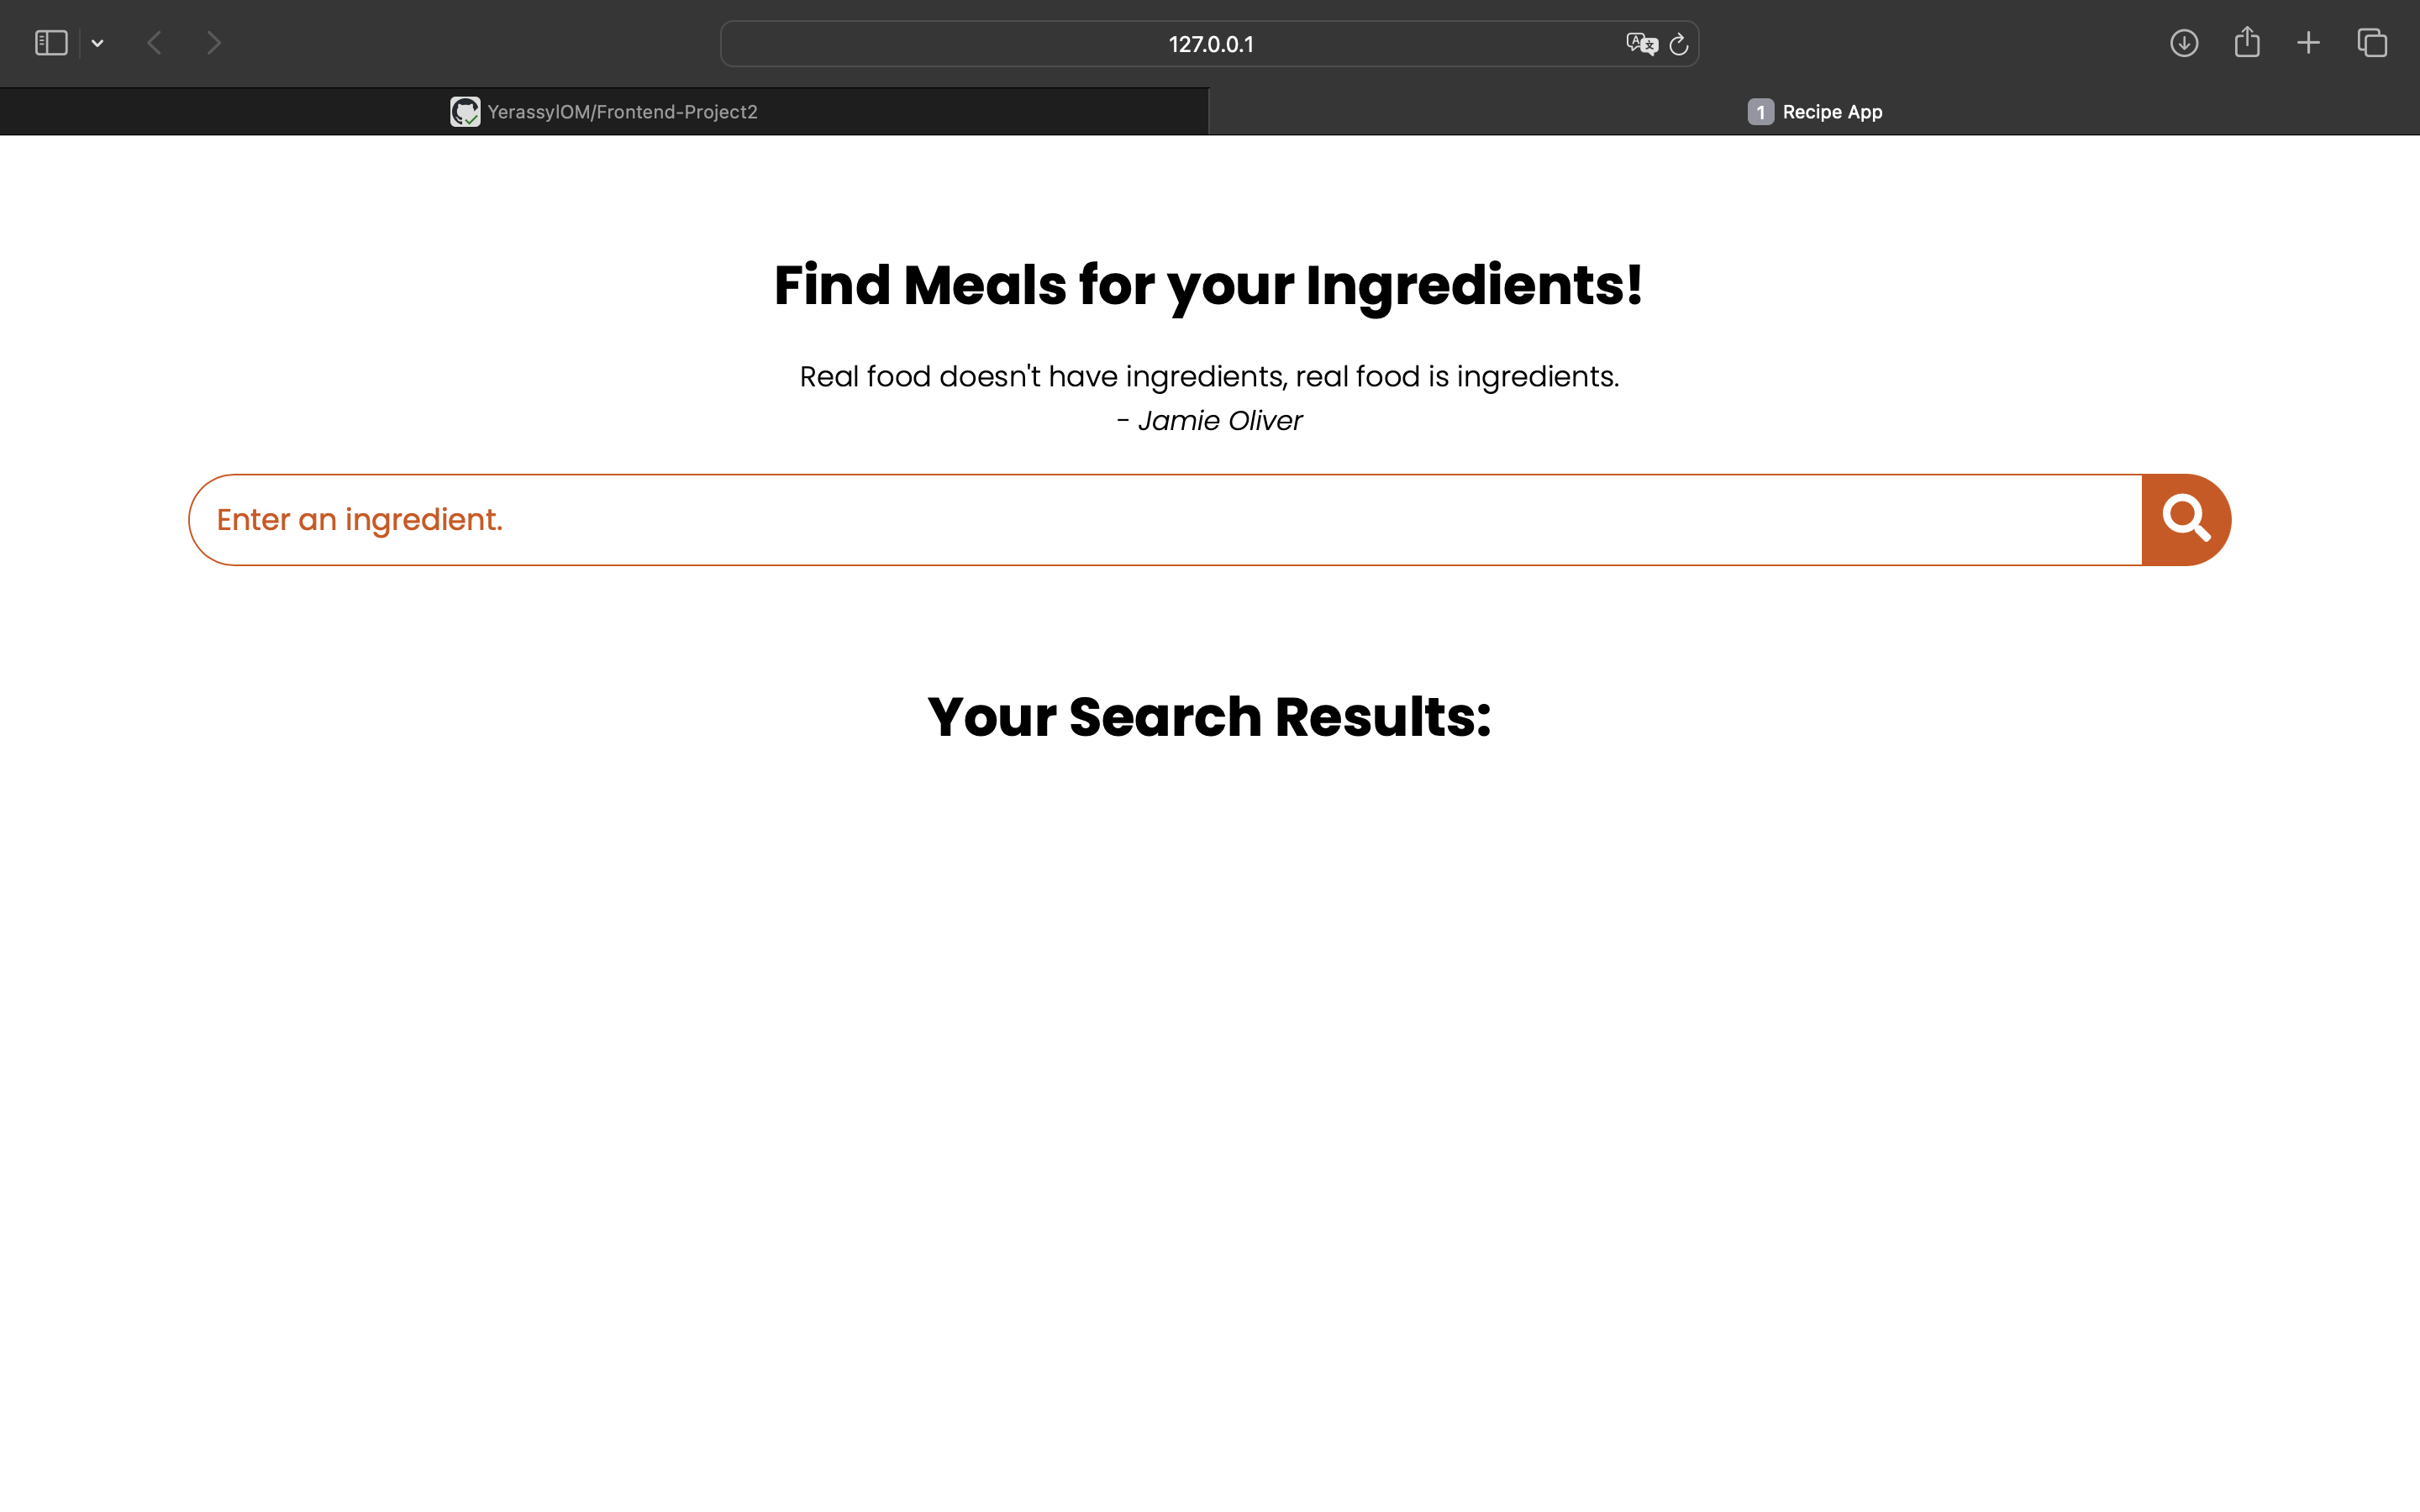 127.0.0.1
YerassylOM/Frontend-Project2
1 Recipe App
Find Meals for your Ingredients!
Real food doesn't have ingredients, real food is ingredients.
- Jamie Oliver
Enter an ingredient.
Your Search Results: